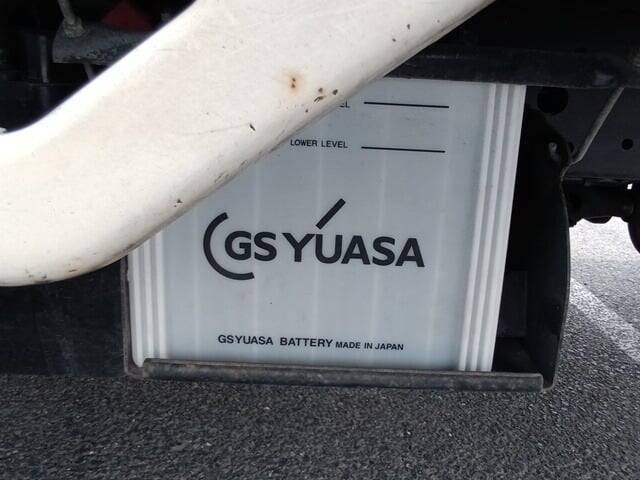 LOWER LEVEL
GS YUASA
GSYUASA BATTERY MADE IN JAPAN